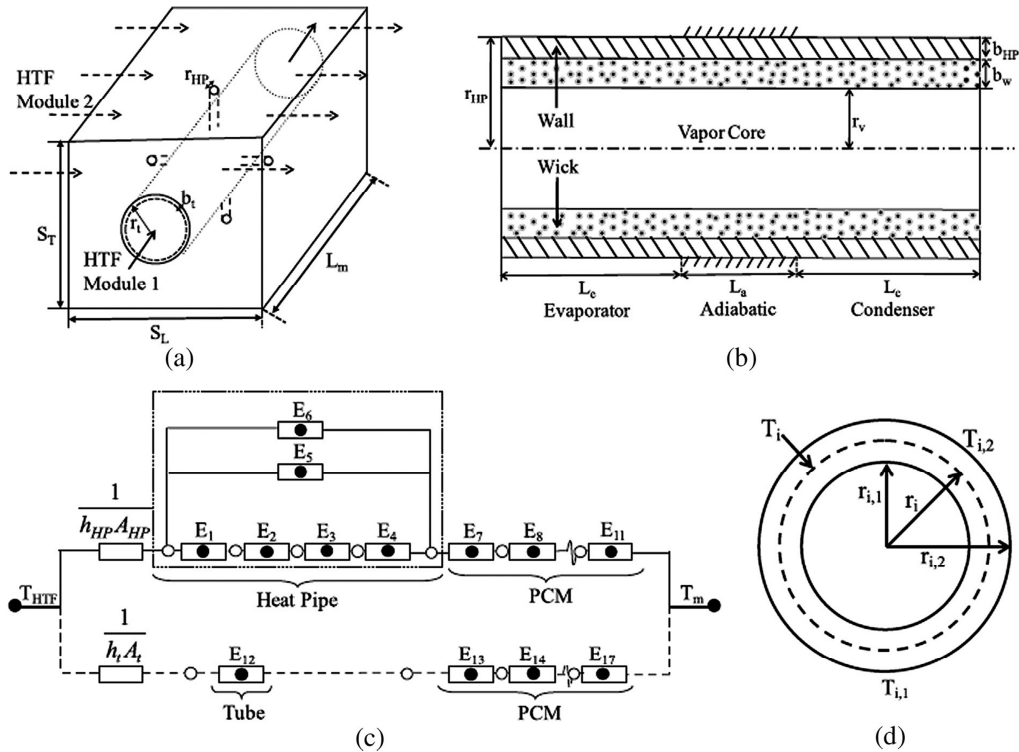 HTF
Module 2
r_HP
b_t
r_t
HTF
Module 1
S_T
S_L
L_m
(a)
r_HP
b_HP
b_w
Wall
Vapor Core
r_v
Wick
L_e
L_a
L_c
Evaporator
Adiabatic
Condenser
(b)
E_6
E_5
1
h_HP A_HP
E_1
E_2
E_3
E_4
E_7
E_8
E_11
T_HTF
Heat Pipe
PCM
T_m
1
h_t A_t
E_12
E_13
E_14
E_17
Tube
PCM
(c)
T_i
T_i,2
r_i,1
r_i
r_i,2
T_i,1
(d)